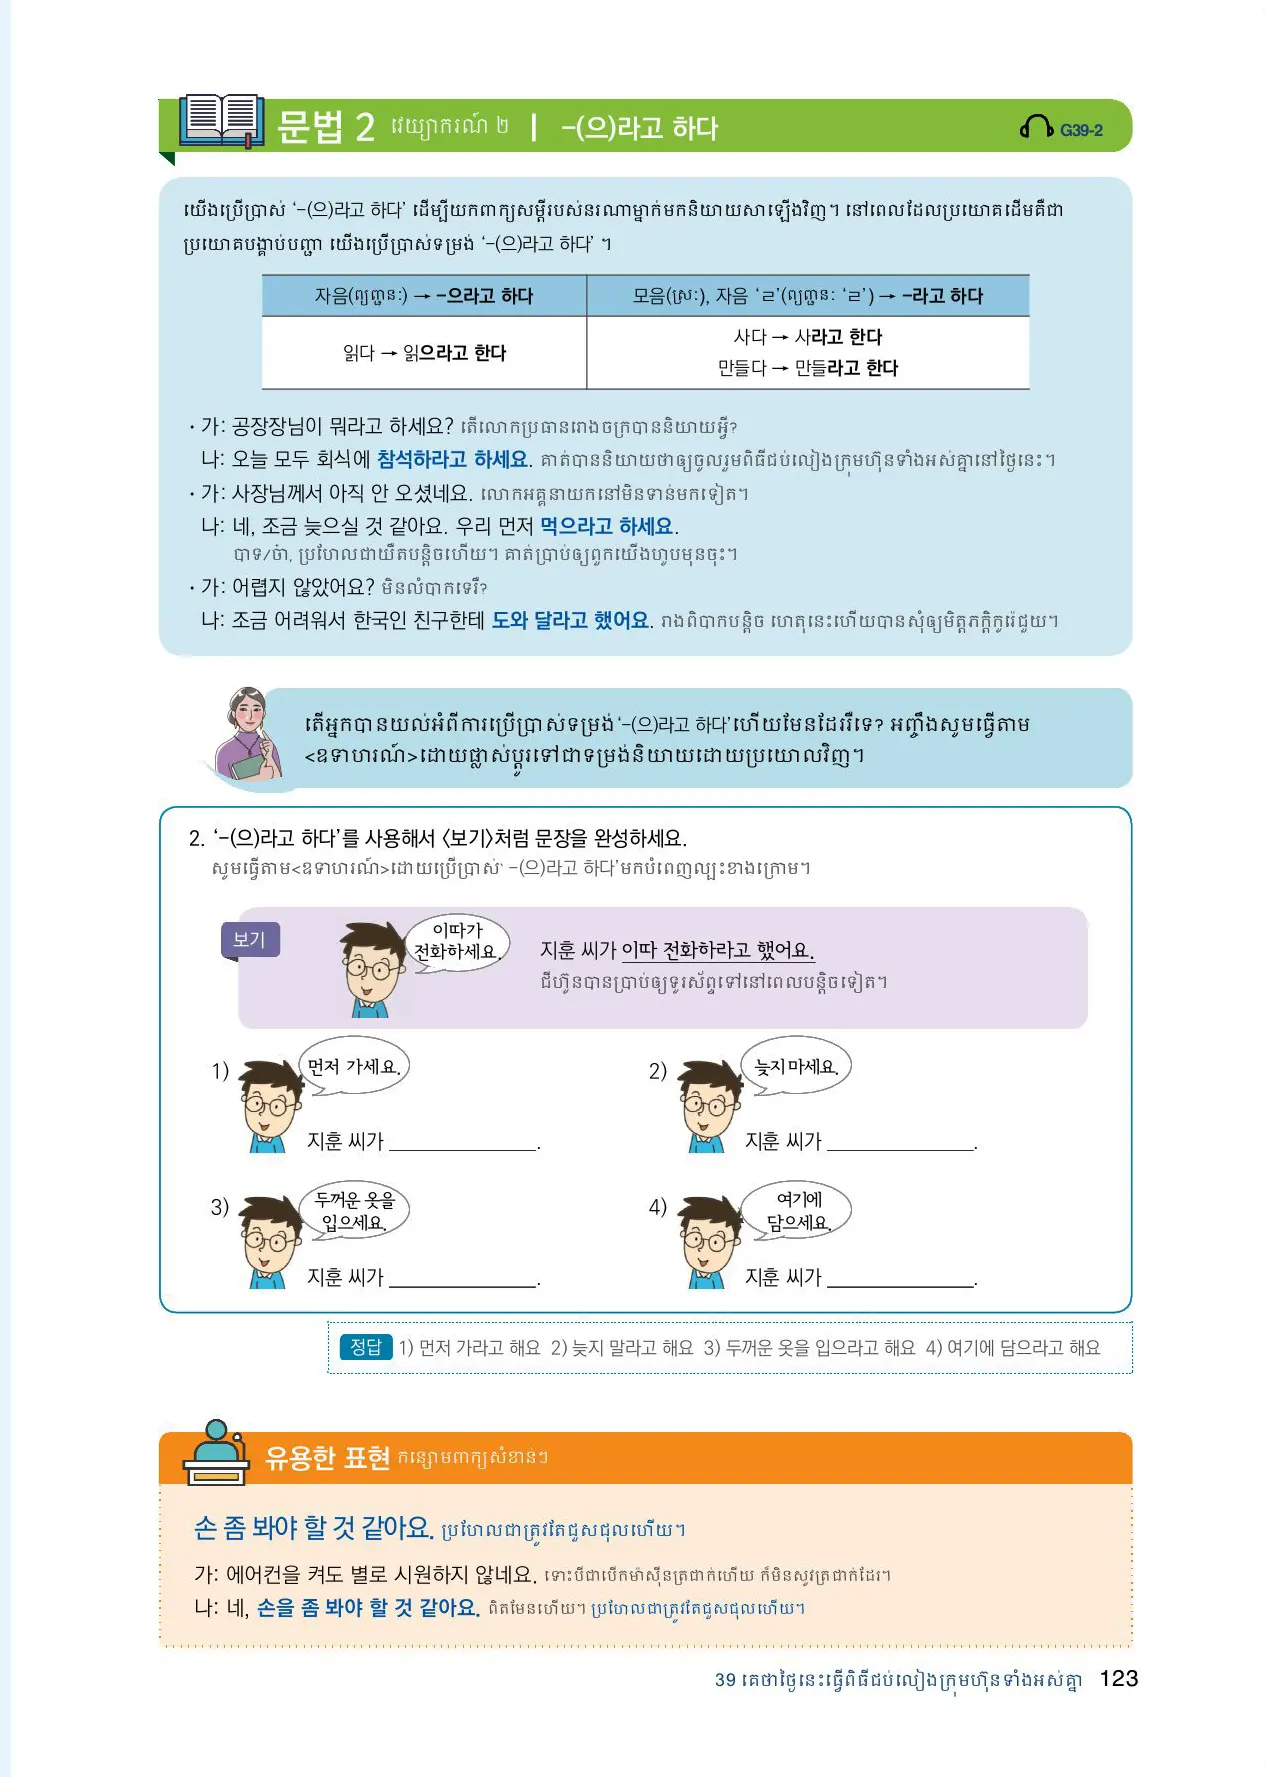 문법 2 វេយ្យាករណ៍ ២ | -(으)라고 하다
G39-2
យើងប្រើប្រាស់ ‘-(으)라고 하다’ ដើម្បីយកពាក្យសម្តីរបស់នរណាម្នាក់មកនិយាយសាឡើងវិញ។ នៅពេលដែលប្រយោគដើមគឺជា
ប្រយោគបង្គាប់បញ្ជា យើងប្រើប្រាស់ទម្រង់ ‘-(으)라고 하다’ ។
자음(ព្យញ្ជនៈ) → -으라고 하다
모음(ស្រៈ), 자음 ‘ㄹ’(ព្យញ្ជនៈ ‘ㄹ’) → -라고 하다
읽다 → 읽으라고 한다
사다 → 사라고 한다
만들다 → 만들라고 한다
· 가: 공장장님이 뭐라고 하세요? តើលោកប្រធានរោងចក្របាននិយាយអ្វី?
나: 오늘 모두 회식에 참석하라고 하세요. គាត់បាននិយាយថាឲ្យចូលរួមពិធីជប់លៀងក្រុមហ៊ុនទាំងអស់គ្នានៅថ្ងៃនេះ។
· 가: 사장님께서 아직 안 오셨네요. លោកអគ្គនាយកនៅមិនទាន់មកទៀត។
나: 네, 조금 늦으실 것 같아요. 우리 먼저 먹으라고 하세요.
បាទ/ចា៎, ប្រហែលជាយឺតបន្តិចហើយ។ គាត់ប្រាប់ឲ្យពួកយើងហូបមុនចុះ។
· 가: 어렵지 않았어요? មិនលំបាកទេរឺ?
나: 조금 어려워서 한국인 친구한테 도와 달라고 했어요. រាងពិបាកបន្តិច ហេតុនេះហើយបានសុំឲ្យមិត្តភក្តិកូរ៉េជួយ។
តើអ្នកបានយល់អំពីការប្រើប្រាស់ទម្រង់ ‘-(으)라고 하다’ ហើយមែនដែររឺទេ? អញ្ចឹងសូមធ្វើតាម
<ឧទាហរណ៍>ដោយផ្លាស់ប្តូរទៅជាទម្រង់និយាយដោយប្រយោលវិញ។
2. ‘-(으)라고 하다’를 사용해서 〈보기〉처럼 문장을 완성하세요.
សូមធ្វើតាម<ឧទាហរណ៍>ដោយប្រើប្រាស់‘ -(으)라고 하다’មកបំពេញល្បះខាងក្រោម។
보기
이따가
전화하세요.
지훈 씨가 이따 전화하라고 했어요.
ជីហ៊ូនបានប្រាប់ឲ្យទូរស័ព្ទទៅនៅពេលបន្តិចទៀត។
1) 먼저 가세요.
지훈 씨가 ______________.
2) 늦지 마세요.
지훈 씨가 ______________.
3) 두꺼운 옷을
입으세요.
지훈 씨가 ______________.
4) 여기에
담으세요.
지훈 씨가 ______________.
정답 1) 먼저 가라고 해요 2) 늦지 말라고 해요 3) 두꺼운 옷을 입으라고 해요 4) 여기에 담으라고 해요
유용한 표현 កន្សោមពាក្យសំខាន់ៗ
손 좀 봐야 할 것 같아요. ប្រហែលជាត្រូវតែជួសជុលហើយ។
가: 에어컨을 켜도 별로 시원하지 않네요. ទោះបីជាបើកម៉ាស៊ីនត្រជាក់ហើយ ក៏មិនសូវត្រជាក់ដែរ។
나: 네, 손을 좀 봐야 할 것 같아요. ពិតមែនហើយ។ ប្រហែលជាត្រូវតែជួសជុលហើយ។
39 គេថាថ្ងៃនេះធ្វើពិធីជប់លៀងក្រុមហ៊ុនទាំងអស់គ្នា 123